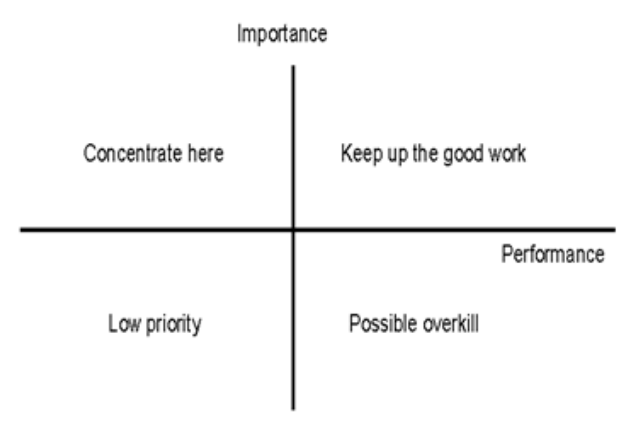 Importance
Concentrate here
Keep up the good work
Performance
Low priority
Possible overkill